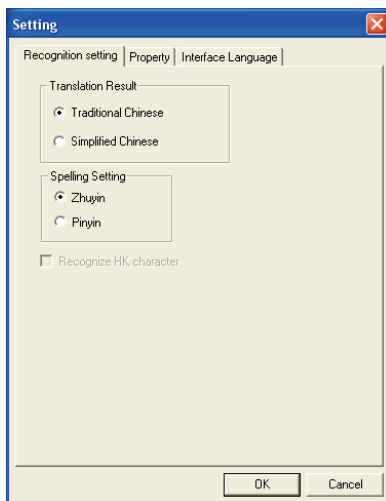 Setting
Recognition setting Property Interface Language
Translation Result
Traditional Chinese
Simplified Chinese
Spelling Setting
Zhuyin
Pinyin
Recognize HK character
OK Cancel